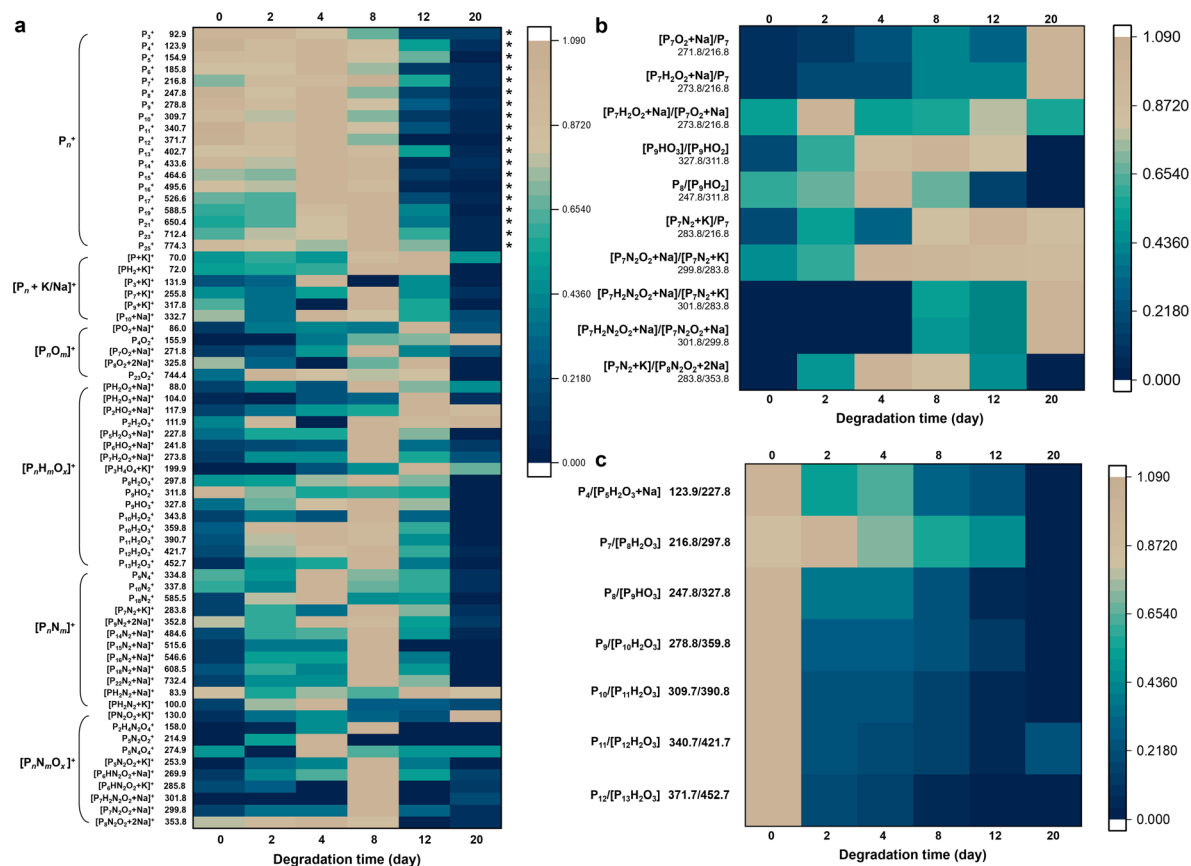 a
0 2 4 8 12 20
P₃⁺ 92.9 *
P₄⁺ 123.9 *
P₅⁺ 154.9 *
P₆⁺ 185.8 *
P₇⁺ 216.8 *
P₈⁺ 247.8 *
P₉⁺ 278.8 *
P₁₀⁺ 309.7 *
P₁₁⁺ 340.7 *
P₁₂⁺ 371.7 *
P₁₃⁺ 402.7 *
P₁₄⁺ 433.6 *
P₁₅⁺ 464.6 *
P₁₆⁺ 495.6 *
P₁₇⁺ 526.6 *
P₁₉⁺ 588.5 *
P₂₁⁺ 650.4 *
P₂₃⁺ 712.4 *
P₂₅⁺ 774.3 *
Pₙ⁺
[P+K]⁺ 70.0
[PH₂+K]⁺ 72.0
[P₃+K]⁺ 131.9
[P₇+K]⁺ 255.8
[P₉+K]⁺ 317.8
[P₁₀+Na]⁺ 332.7
[Pₙ + K/Na]⁺
[PO₂+Na]⁺ 86.0
P₄O₂⁺ 155.9
[P₇O₂+Na]⁺ 271.8
[P₈O₂+2Na]⁺ 325.8
P₂₃O₂⁺ 744.4
[PₙOₘ]⁺
[PH₂O₂+Na]⁺ 88.0
[PH₂O₃+Na]⁺ 104.0
[P₂HO₂+Na]⁺ 117.9
P₂H₂O₃⁺ 111.9
[P₅H₂O₃+Na]⁺ 227.8
[P₆HO₂+Na]⁺ 241.8
[P₇H₂O₂+Na]⁺ 273.8
[P₃H₄O₄+K]⁺ 199.9
P₈H₂O₃⁺ 297.8
P₉HO₂⁺ 311.8
P₉HO₃⁺ 327.8
P₁₀H₂O₂⁺ 343.8
P₁₀H₂O₃⁺ 359.8
P₁₁H₂O₃⁺ 390.7
P₁₂H₂O₃⁺ 421.7
P₁₃H₂O₃⁺ 452.7
[PₙHₘOₓ]⁺
P₉N₄⁺ 334.8
P₁₀N₂⁺ 337.8
P₁₈N₂⁺ 585.5
[P₇N₂+K]⁺ 283.8
[P₉N₂+2Na]⁺ 352.8
[P₁₄N₂+Na]⁺ 484.6
[P₁₅N₂+Na]⁺ 515.6
[P₁₆N₂+Na]⁺ 546.6
[P₁₈N₂+Na]⁺ 608.5
[P₂₂N₂+Na]⁺ 732.4
[PH₂N₂+Na]⁺ 83.9
[PH₂N₂+K]⁺ 100.0
[PₙNₘ]⁺
[PN₂O₂+K]⁺ 130.0
P₂H₄N₂O₄⁺ 158.0
P₅N₂O₂⁺ 214.9
P₅N₄O₄⁺ 274.9
[P₅N₂O₂+K]⁺ 253.9
[P₆HN₂O₂+Na]⁺ 269.9
[P₆HN₂O₂+K]⁺ 285.8
[P₇H₂N₂O₂+Na]⁺ 301.8
[P₇N₂O₂+Na]⁺ 299.8
[P₈N₂O₂+2Na]⁺ 353.8
[PₙNₘOₓ]⁺
0 2 4 8 12 20
Degradation time (day)
1.090
0.8720
0.6540
0.4360
0.2180
0.000
b
0 2 4 8 12 20
[P₇O₂+Na]/P₇
271.8/216.8
[P₇H₂O₂+Na]/P₇
273.8/216.8
[P₇H₂O₂+Na]/[P₇O₂+Na]
273.8/216.8
[P₉HO₃]/[P₉HO₂]
327.8/311.8
P₈/[P₉HO₂]
247.8/311.8
[P₇N₂+K]/P₇
283.8/216.8
[P₇N₂O₂+Na]/[P₇N₂+K]
299.8/283.8
[P₇H₂N₂O₂+Na]/[P₇N₂+K]
301.8/283.8
[P₇H₂N₂O₂+Na]/[P₇N₂O₂+Na]
301.8/299.8
[P₇N₂+K]/[P₈N₂O₂+2Na]
283.8/353.8
0 2 4 8 12 20
Degradation time (day)
1.090
0.8720
0.6540
0.4360
0.2180
0.000
c
P₄/[P₅H₂O₃+Na] 123.9/227.8
P₇/[P₈H₂O₃] 216.8/297.8
P₈/[P₉HO₃] 247.8/327.8
P₉/[P₁₀H₂O₃] 278.8/359.8
P₁₀/[P₁₁H₂O₃] 309.7/390.8
P₁₁/[P₁₂H₂O₃] 340.7/421.7
P₁₂/[P₁₃H₂O₃] 371.7/452.7
0 2 4 8 12 20
Degradation time (day)
1.090
0.8720
0.6540
0.4360
0.2180
0.000